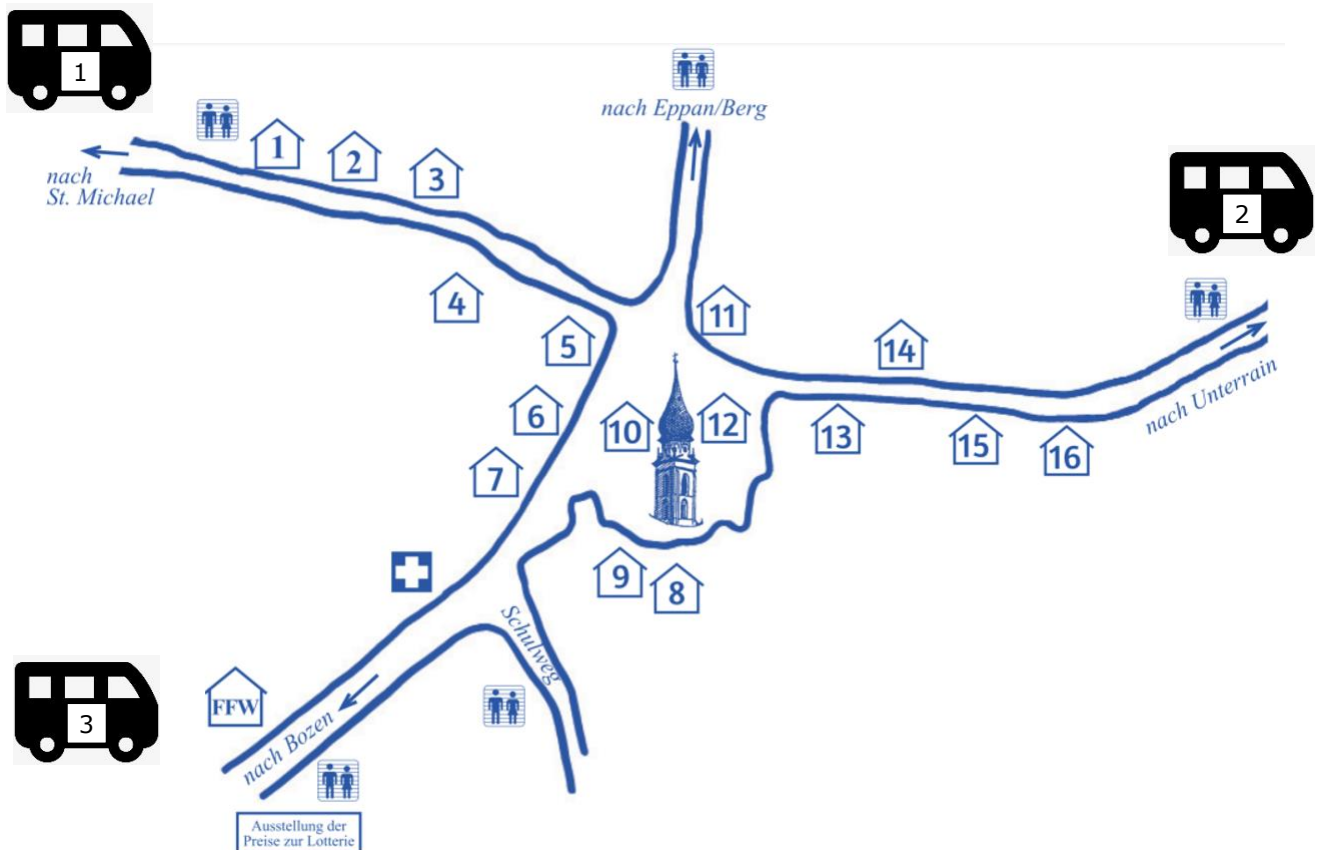 1
nach Eppan/Berg
nach
St. Michael
1
2
3
2
4
5
11
14
6
10
12
13
15
16
nach Unterrain
7
9
8
Schulweg
FFW
nach Bozen
3
Ausstellung der
Preise zur Lotterie